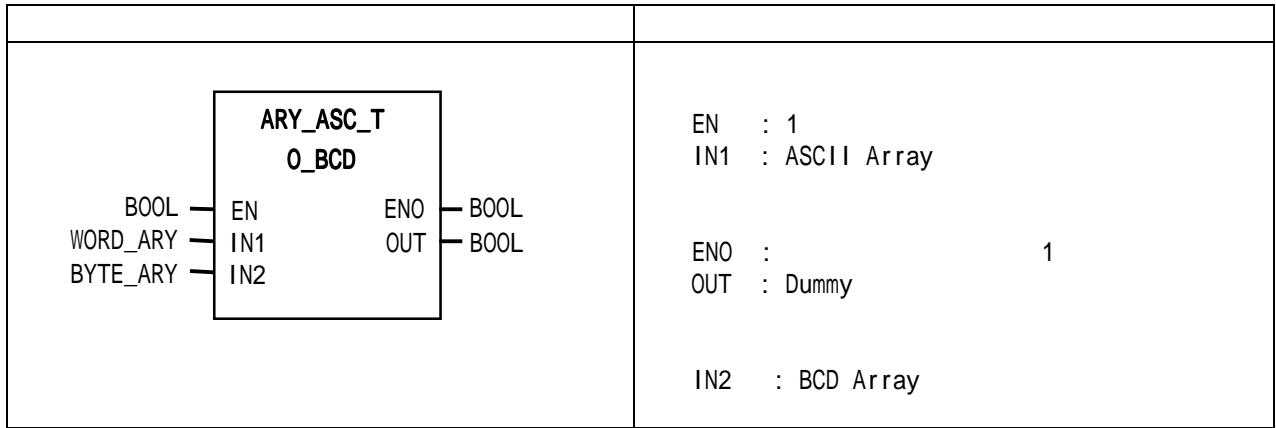 ARY_ASC_T
O_BCD
BOOL EN ENO BOOL
WORD_ARY IN1 OUT BOOL
BYTE_ARY IN2
EN : 1
IN1 : ASCII Array
ENO : 1
OUT : Dummy
IN2 : BCD Array